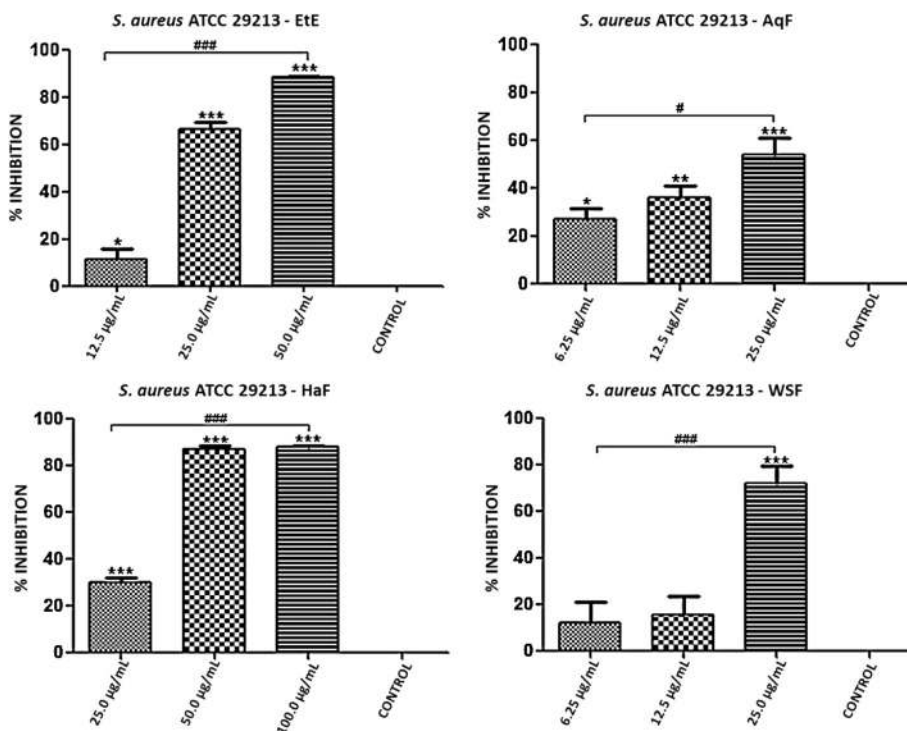 S. aureus ATCC 29213 - EtE
###
***
***
*
% INHIBITION
100
80
60
40
20
0
12.5 µg/mL
25.0 µg/mL
50.0 µg/mL
CONTROL
S. aureus ATCC 29213 - AqF
#
***
**
*
% INHIBITION
100
80
60
40
20
0
6.25 µg/mL
12.5 µg/mL
25.0 µg/mL
CONTROL
S. aureus ATCC 29213 - HaF
###
***
***
***
% INHIBITION
100
80
60
40
20
0
25.0 µg/mL
50.0 µg/mL
100.0 µg/mL
CONTROL
S. aureus ATCC 29213 - WSF
###
***
% INHIBITION
100
80
60
40
20
0
6.25 µg/mL
12.5 µg/mL
25.0 µg/mL
CONTROL